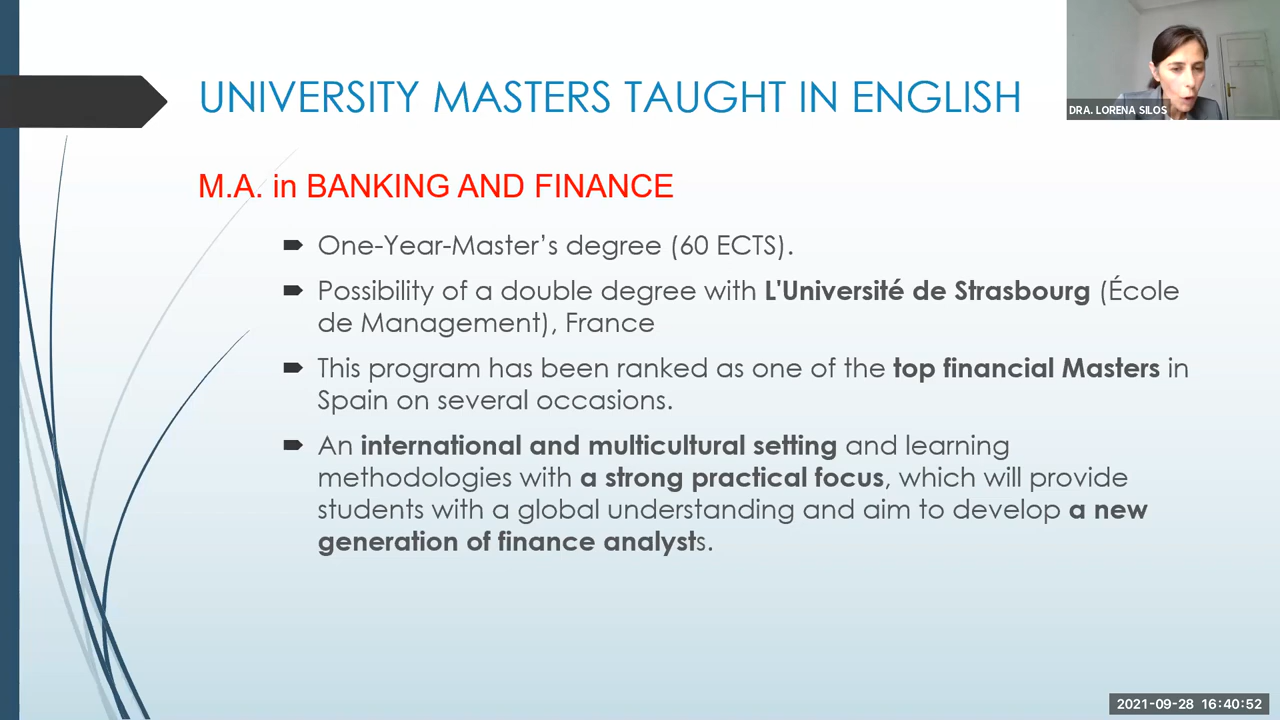 UNIVERSITY MASTERS TAUGHT IN ENGLISH
DRA. LORENA SILOS
M.A. in BANKING AND FINANCE
One-Year-Master’s degree (60 ECTS).
Possibility of a double degree with L'Université de Strasbourg (École
de Management), France
This program has been ranked as one of the top financial Masters in
Spain on several occasions.
An international and multicultural setting and learning
methodologies with a strong practical focus, which will provide
students with a global understanding and aim to develop a new
generation of finance analysts.
2021-09-28 16:40:52